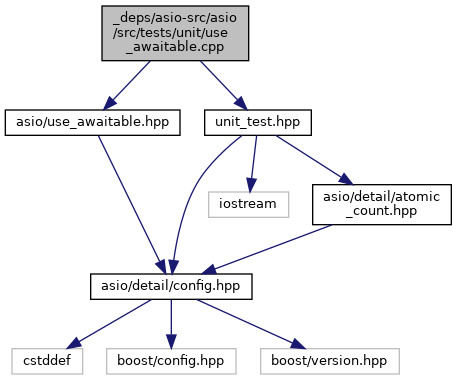 _deps/asio-src/asio
/src/tests/unit/use
_awaitable.cpp
asio/use_awaitable.hpp
unit_test.hpp
iostream
asio/detail/atomic
_count.hpp
asio/detail/config.hpp
cstddef
boost/config.hpp
boost/version.hpp